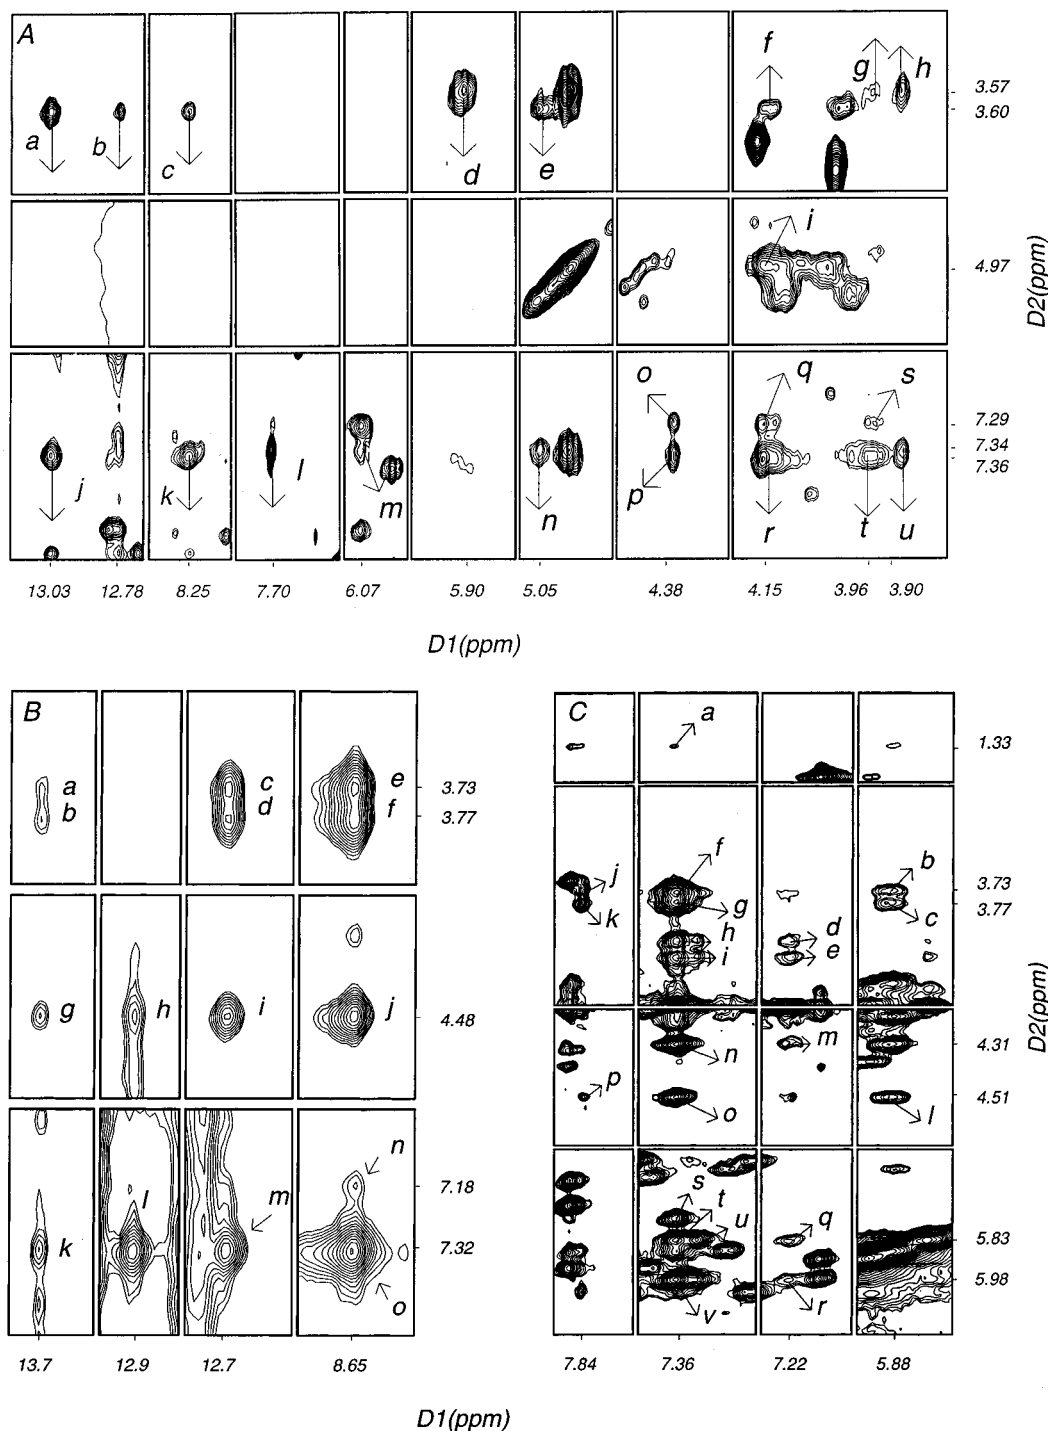 A
f
g
h
3.57
3.60
a
b
c
d
e
i
4.97
D2(ppm)
o
q
s
7.29
7.34
7.36
j
k
l
m
n
p
r
t
u
13.03 12.78 8.25 7.70 6.07 5.90 5.05 4.38 4.15 3.96 3.90
D1(ppm)
B
a
b
c
d
e
f
3.73
3.77
g
h
i
j
4.48
k
l
m
n
o
7.18
7.32
13.7 12.9 12.7 8.65
D1(ppm)
C
a
1.33
j
k
f
g
h
i
d
e
b
c
3.73
3.77
D2(ppm)
p
n
o
m
l
4.31
4.51
s
t
u
v
q
r
5.83
5.98
7.84 7.36 7.22 5.88